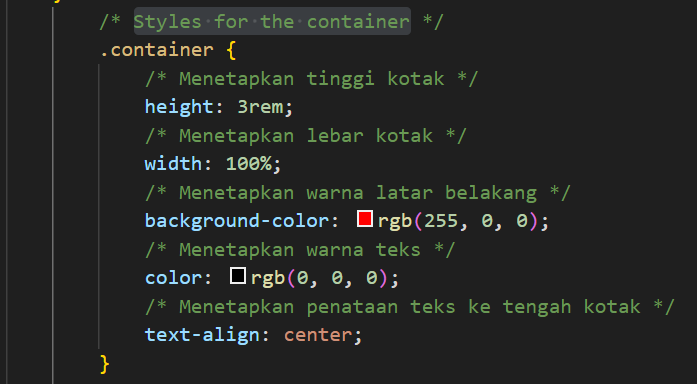 /* Styles for the container */
.container {
/* Menetapkan tinggi kotak */
height: 3rem;
/* Menetapkan lebar kotak */
width: 100%;
/* Menetapkan warna latar belakang */
background-color: rgb(255, 0, 0);
/* Menetapkan warna teks */
color: rgb(0, 0, 0);
/* Menetapkan penataan teks ke tengah kotak */
text-align: center;
}